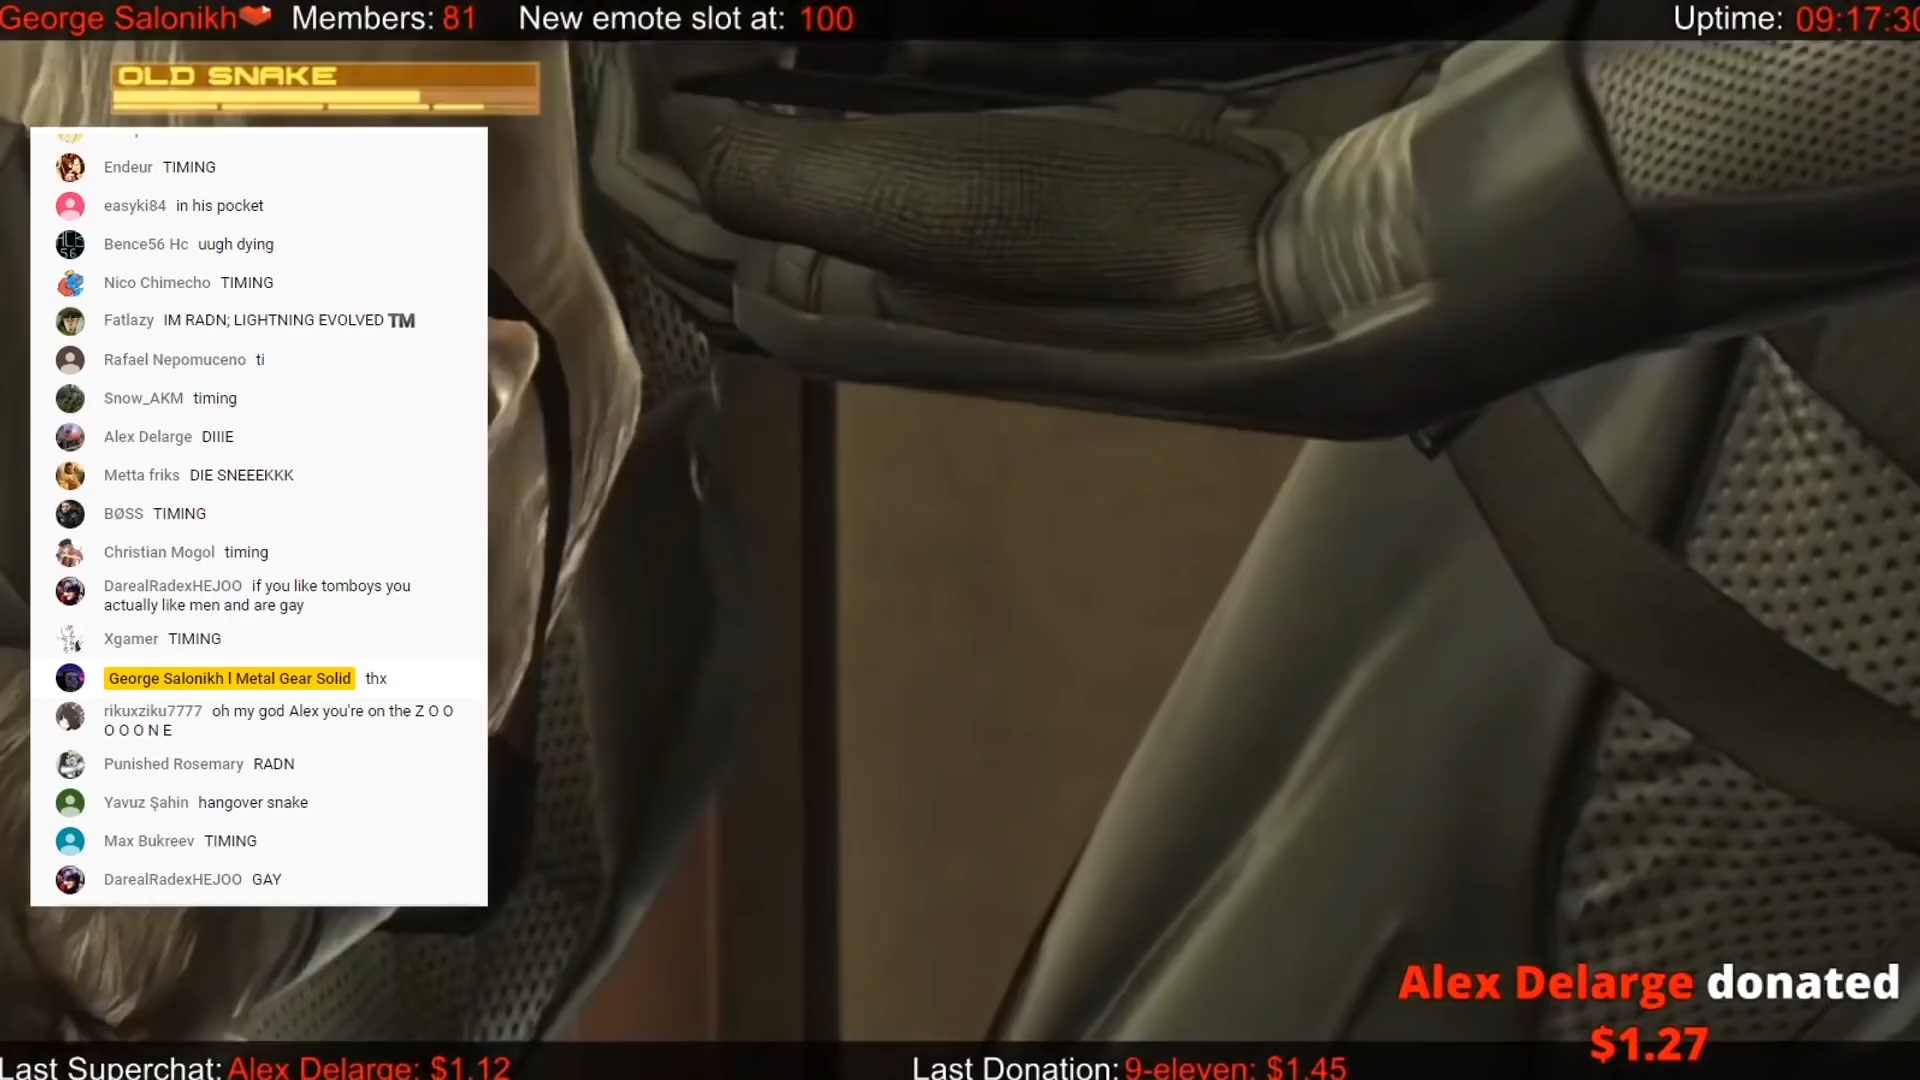 George Salonikh❤ Members: 81 New emote slot at: 100 Uptime: 09:17:30
OLD SNAKE
Endeur TIMING
easyki84 in his pocket
Bence56 Hc uugh dying
Nico Chimecho TIMING
Fatlazy IM RADN; LIGHTNING EVOLVED ™️
Rafael Nepomuceno ti
Snow_AKM timing
Alex Delarge DIIIE
Metta friks DIE SNEEEKKK
BØSS TIMING
Christian Mogol timing
DarealRadexHEJOO if you like tomboys you
actually like men and are gay
Xgamer TIMING
George Salonikh l Metal Gear Solid thx
rikuxziku7777 oh my god Alex you're on the Z O O
O O O N E
Punished Rosemary RADN
Yavuz Şahin hangover snake
Max Bukreev TIMING
DarealRadexHEJOO GAY
Alex Delarge donated
$1.27
Last Superchat: Alex Delarge: $1.12 Last Donation: 9-eleven: $1.45